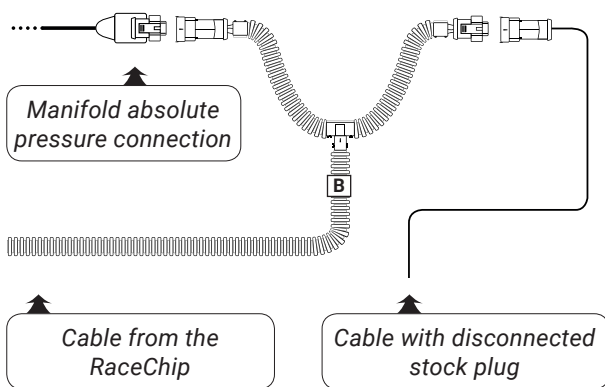 Manifold absolute
pressure connection
B
Cable from the
RaceChip
Cable with disconnected
stock plug